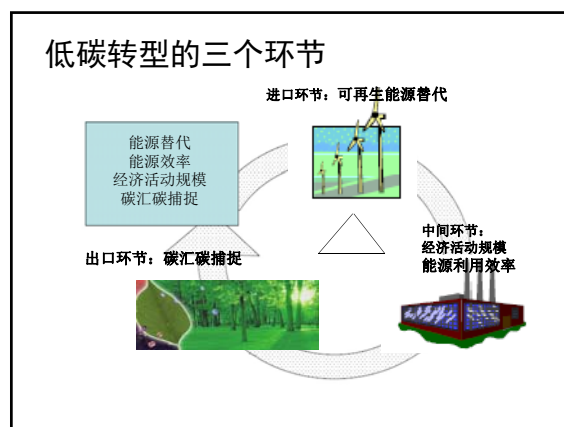 低碳转型的三个环节
进口环节：可再生能源替代
能源替代
能源效率
经济活动规模
碳汇碳捕捉
中间环节：
经济活动规模
能源利用效率
出口环节：碳汇碳捕捉